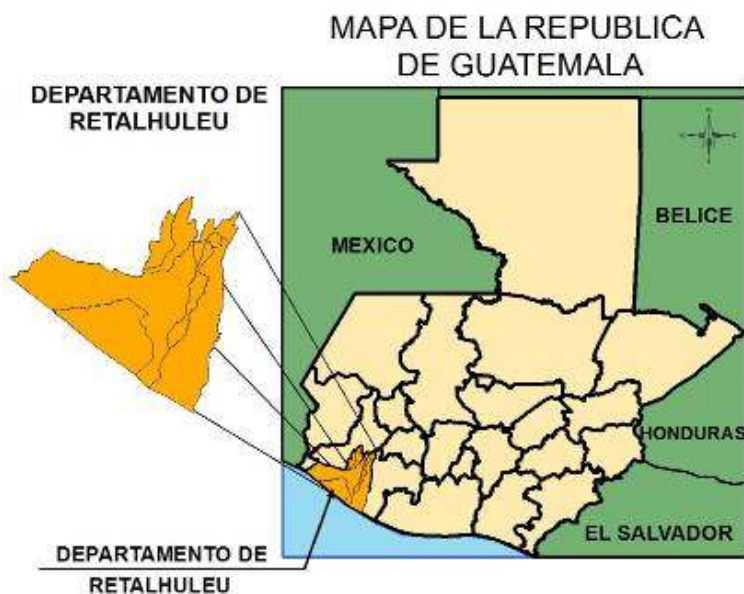 MAPA DE LA REPUBLICA
DE GUATEMALA
DEPARTAMENTO DE
RETALHULEU
MEXICO
BELICE
HONDURAS
EL SALVADOR
DEPARTAMENTO DE
RETALHULEU